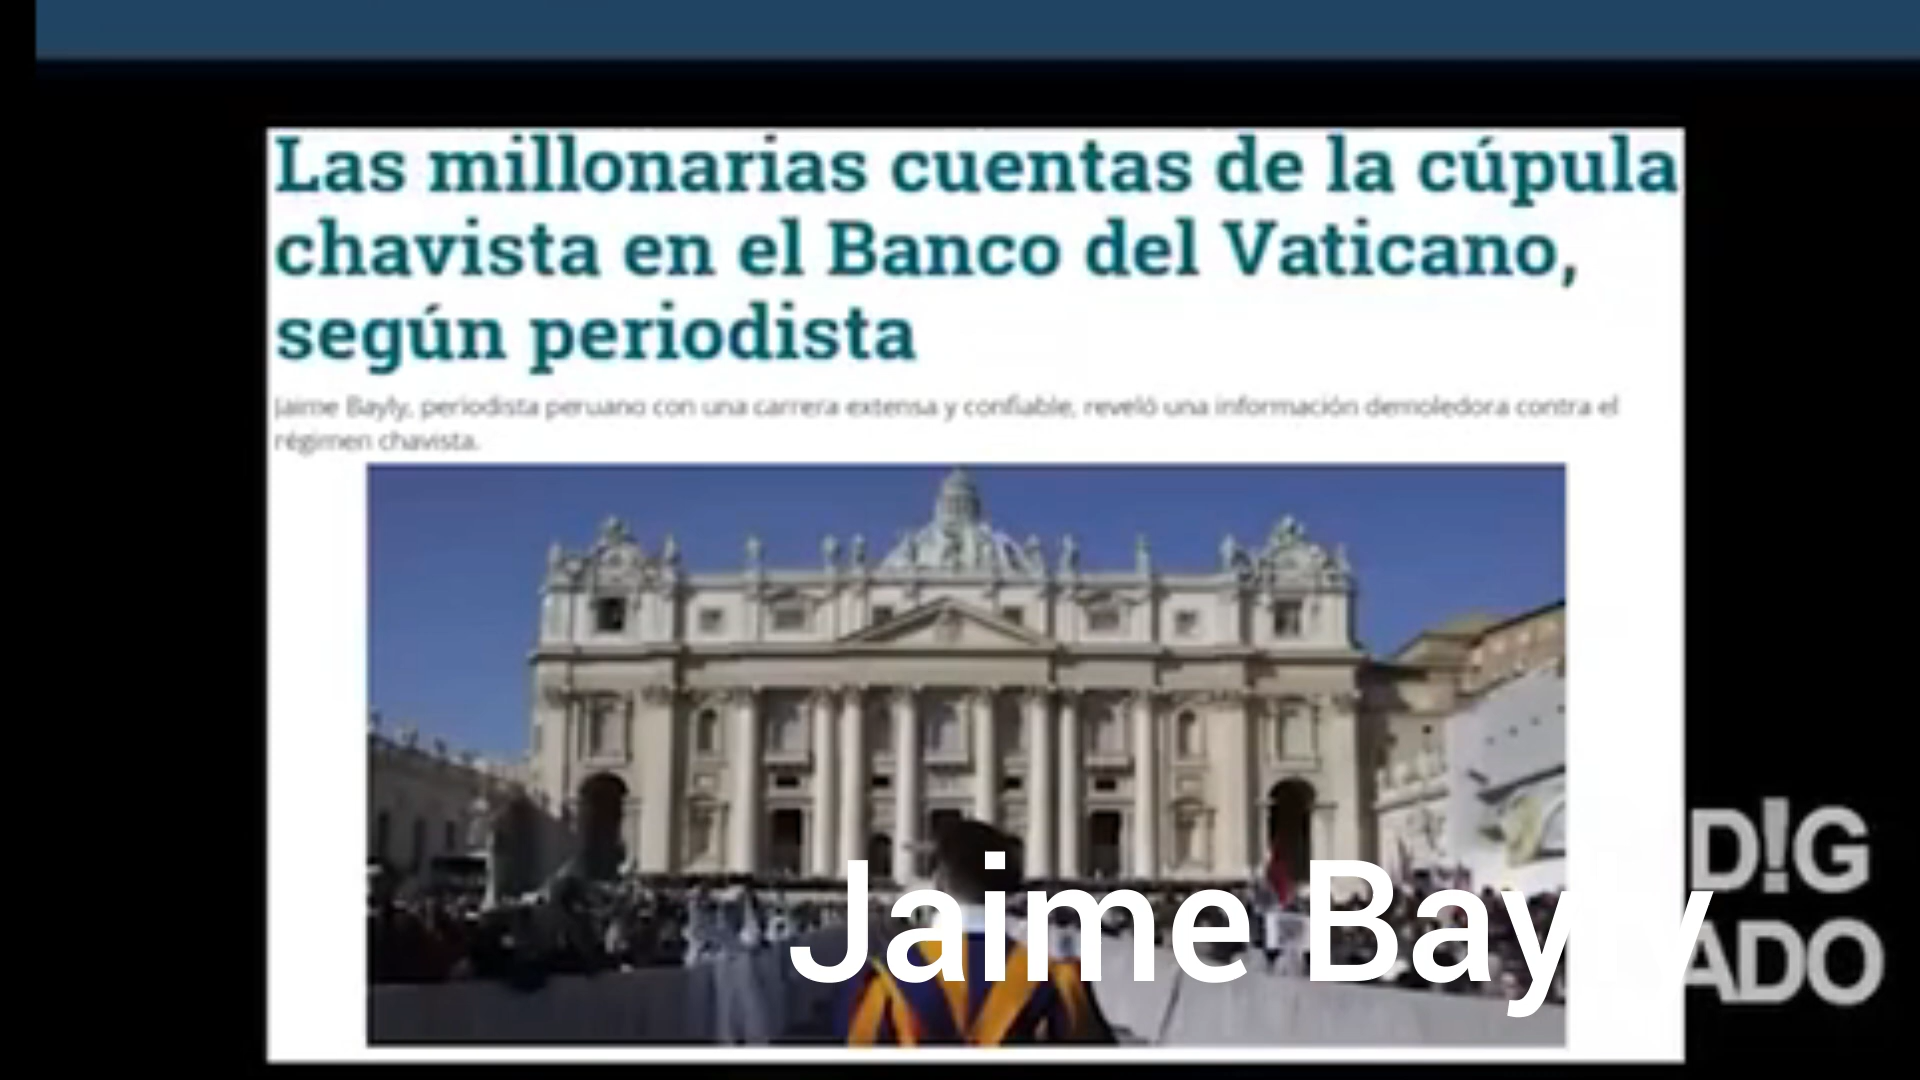 Las millonarias cuentas de la cúpula
chavista en el Banco del Vaticano,
según periodista
Jaime Bayly, periodista peruano con una carrera extensa y confiable, reveló una información demoledora contra el
régimen chavista.
Jaime Bayly
D!G
ADO